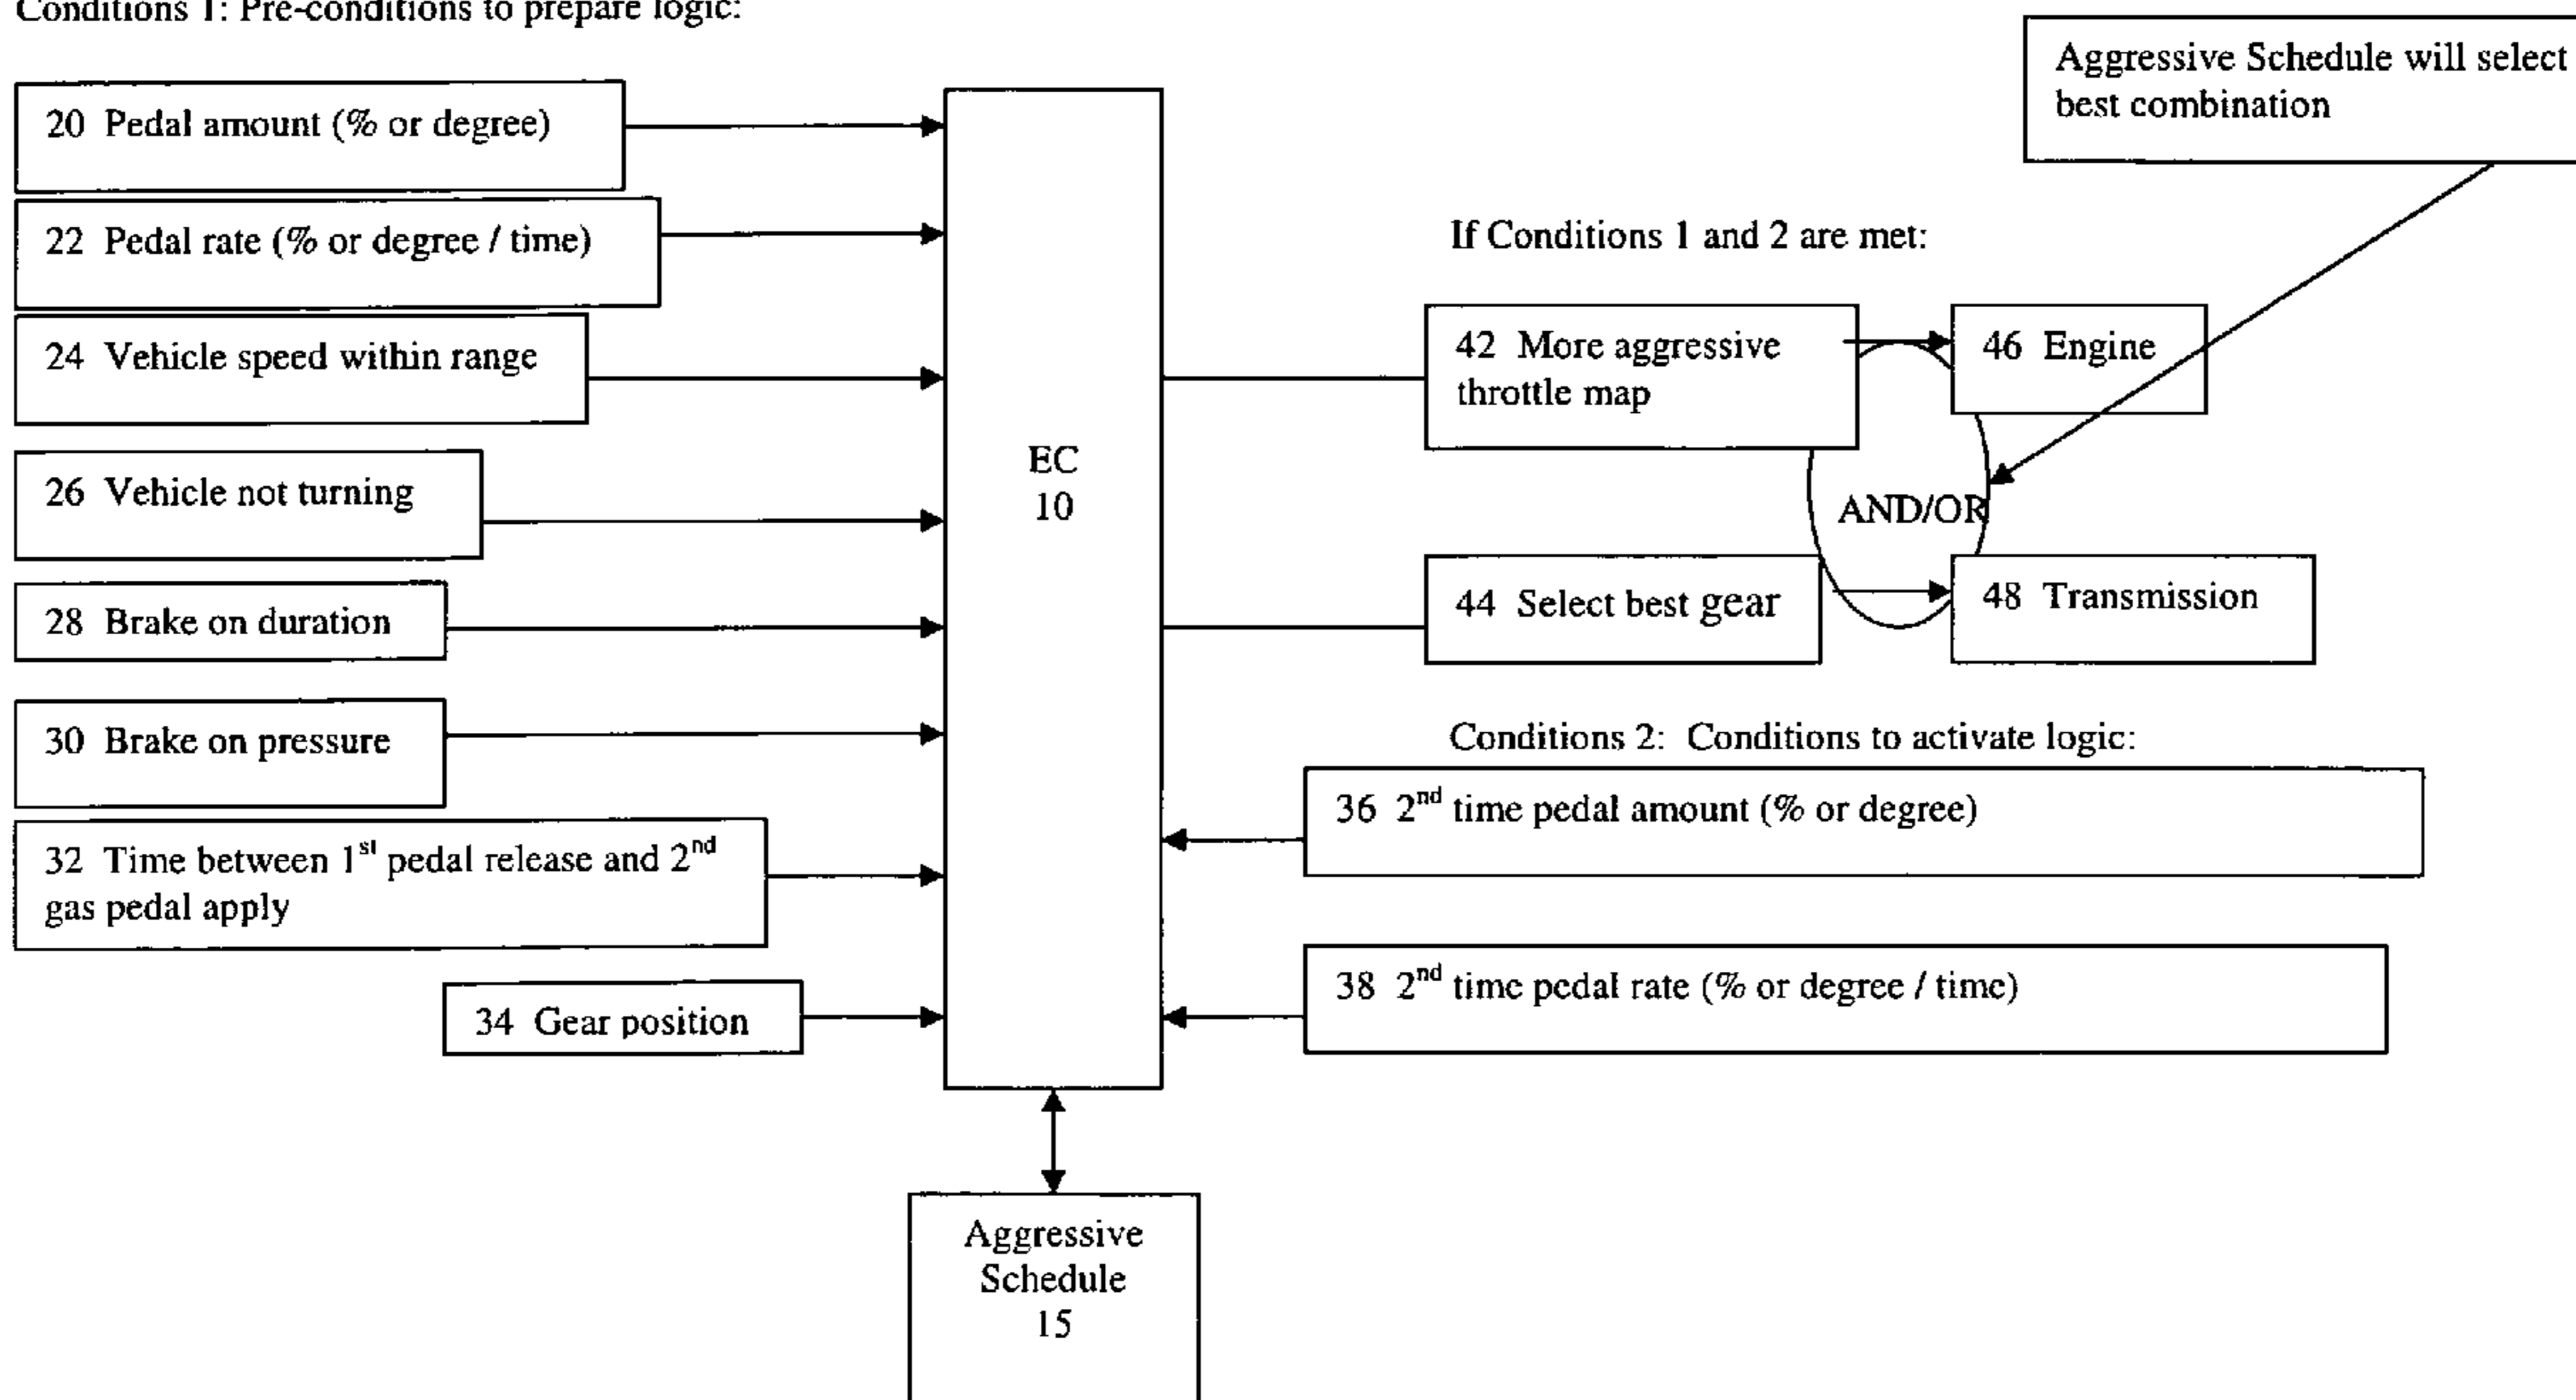 Conditions 1: Pre-conditions to prepare logic:
20 Pedal amount (% or degree)
22 Pedal rate (% or degree / time)
24 Vehicle speed within range
26 Vehicle not turning
28 Brake on duration
30 Brake on pressure
32 Time between 1st pedal release and 2nd
gas pedal apply
34 Gear position
EC
10
Aggressive
Schedule
15
Aggressive Schedule will select
best combination
If Conditions 1 and 2 are met:
42 More aggressive
throttle map
46 Engine
AND/OR
44 Select best gear
48 Transmission
Conditions 2: Conditions to activate logic:
36 2nd time pedal amount (% or degree)
38 2nd time pedal rate (% or degree / time)